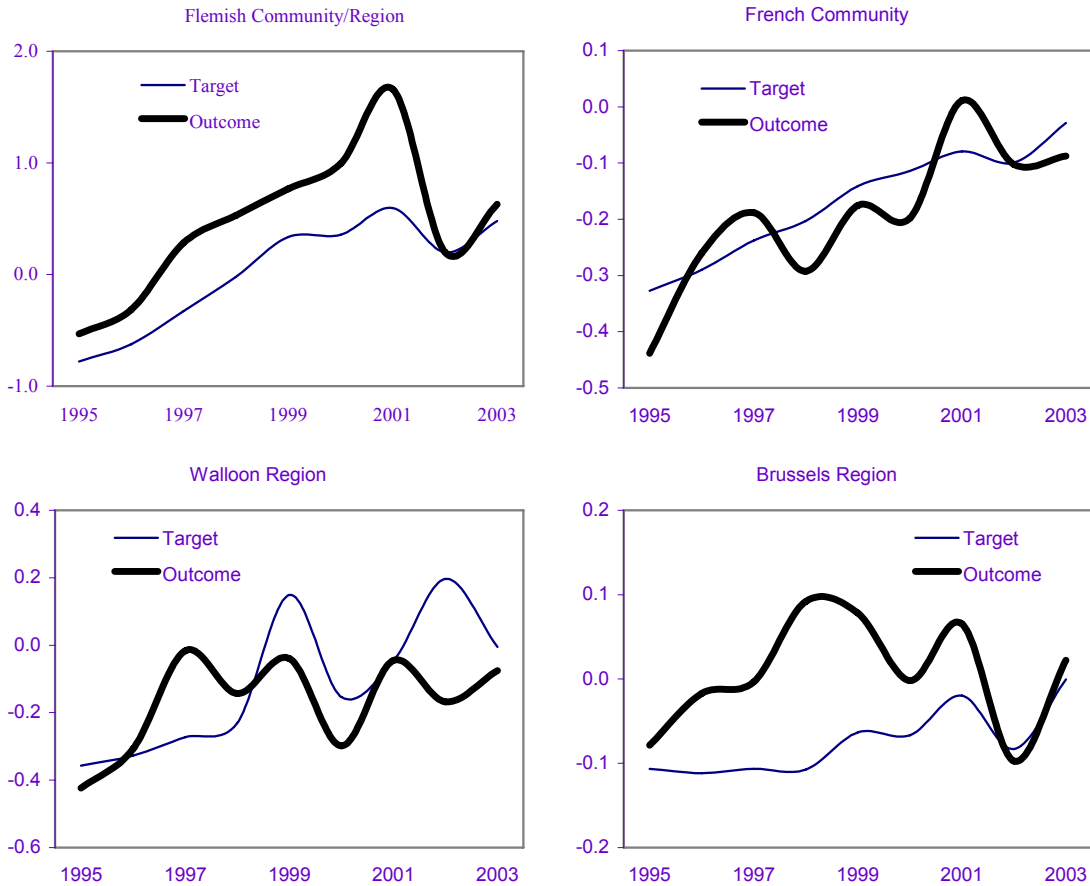 Flemish Community/Region
2.0
Target
Outcome
1.0
0.0
-1.0
1995 1997 1999 2001 2003
French Community
0.1
Target
0.0
Outcome
-0.1
-0.2
-0.3
-0.4
-0.5
1995 1997 1999 2001 2003
Walloon Region
0.4
Target
Outcome
0.2
0.0
-0.2
-0.4
-0.6
1995 1997 1999 2001 2003
Brussels Region
0.2
Target
Outcome
0.1
0.0
-0.1
-0.2
1995 1997 1999 2001 2003